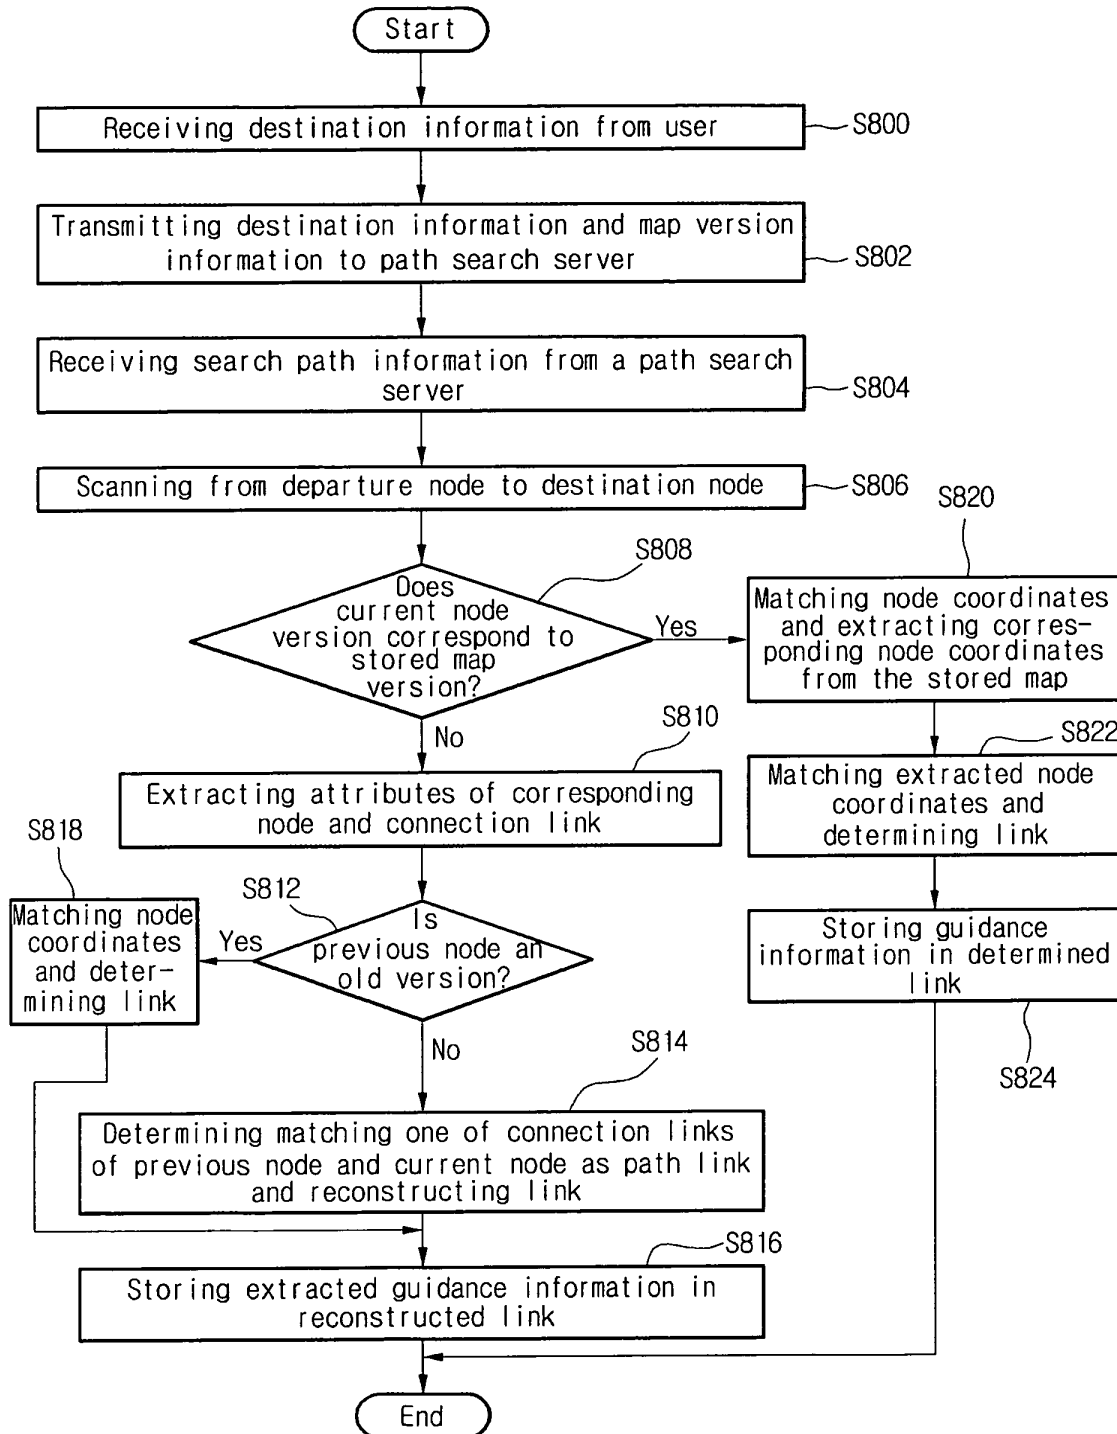 Start
Receiving destination information from user
S800
Transmitting destination information and map version
information to path search server
S802
Receiving search path information from a path search
server
S804
Scanning from departure node to destination node
S806
S808
Does
current node
version correspond to
stored map
version?
Yes
No
S820
Matching node coordinates
and extracting corres-
ponding node coordinates
from the stored map
S810
Extracting attributes of corresponding
node and connection link
S822
Matching extracted node
coordinates and
determining link
S812
Is
previous node an
old version?
Yes
No
S818
Matching node
coordinates
and deter-
mining link
Storing guidance
information in determined
link
S824
S814
Determining matching one of connection links
of previous node and current node as path link
and reconstructing link
S816
Storing extracted guidance information in
reconstructed link
End